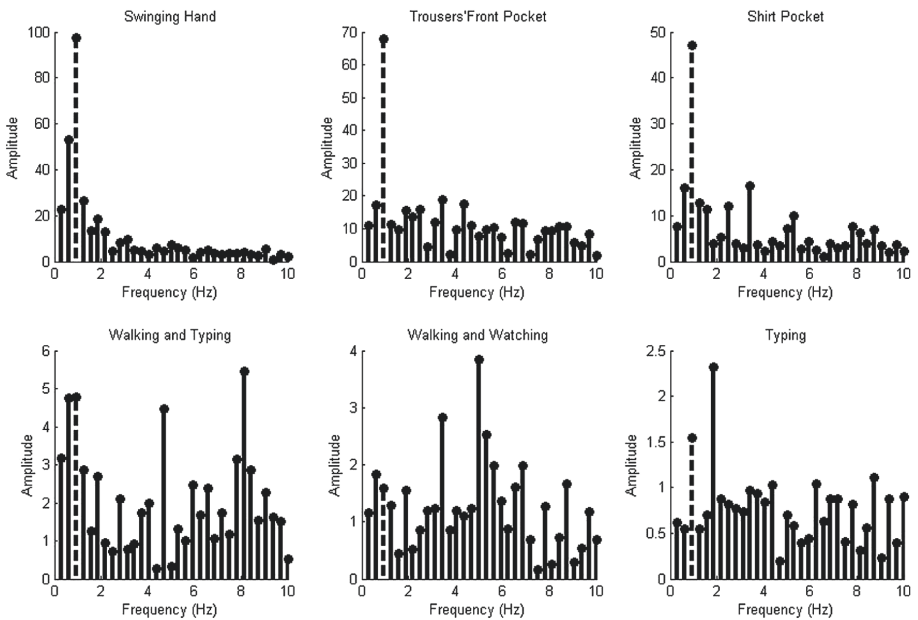 Swinging Hand
100
80
60
40
20
0
Amplitude
0 2 4 6 8 10
Frequency (Hz)
Trousers'Front Pocket
70
60
50
40
30
20
10
0
Amplitude
0 2 4 6 8 10
Frequency (Hz)
Shirt Pocket
50
40
30
20
10
0
Amplitude
0 2 4 6 8 10
Frequency (Hz)
Walking and Typing
6
5
4
3
2
1
0
Amplitude
0 2 4 6 8 10
Frequency (Hz)
Walking and Watching
4
3
2
1
0
Amplitude
0 2 4 6 8 10
Frequency (Hz)
Typing
2.5
2
1.5
1
0.5
0
Amplitude
0 2 4 6 8 10
Frequency (Hz)